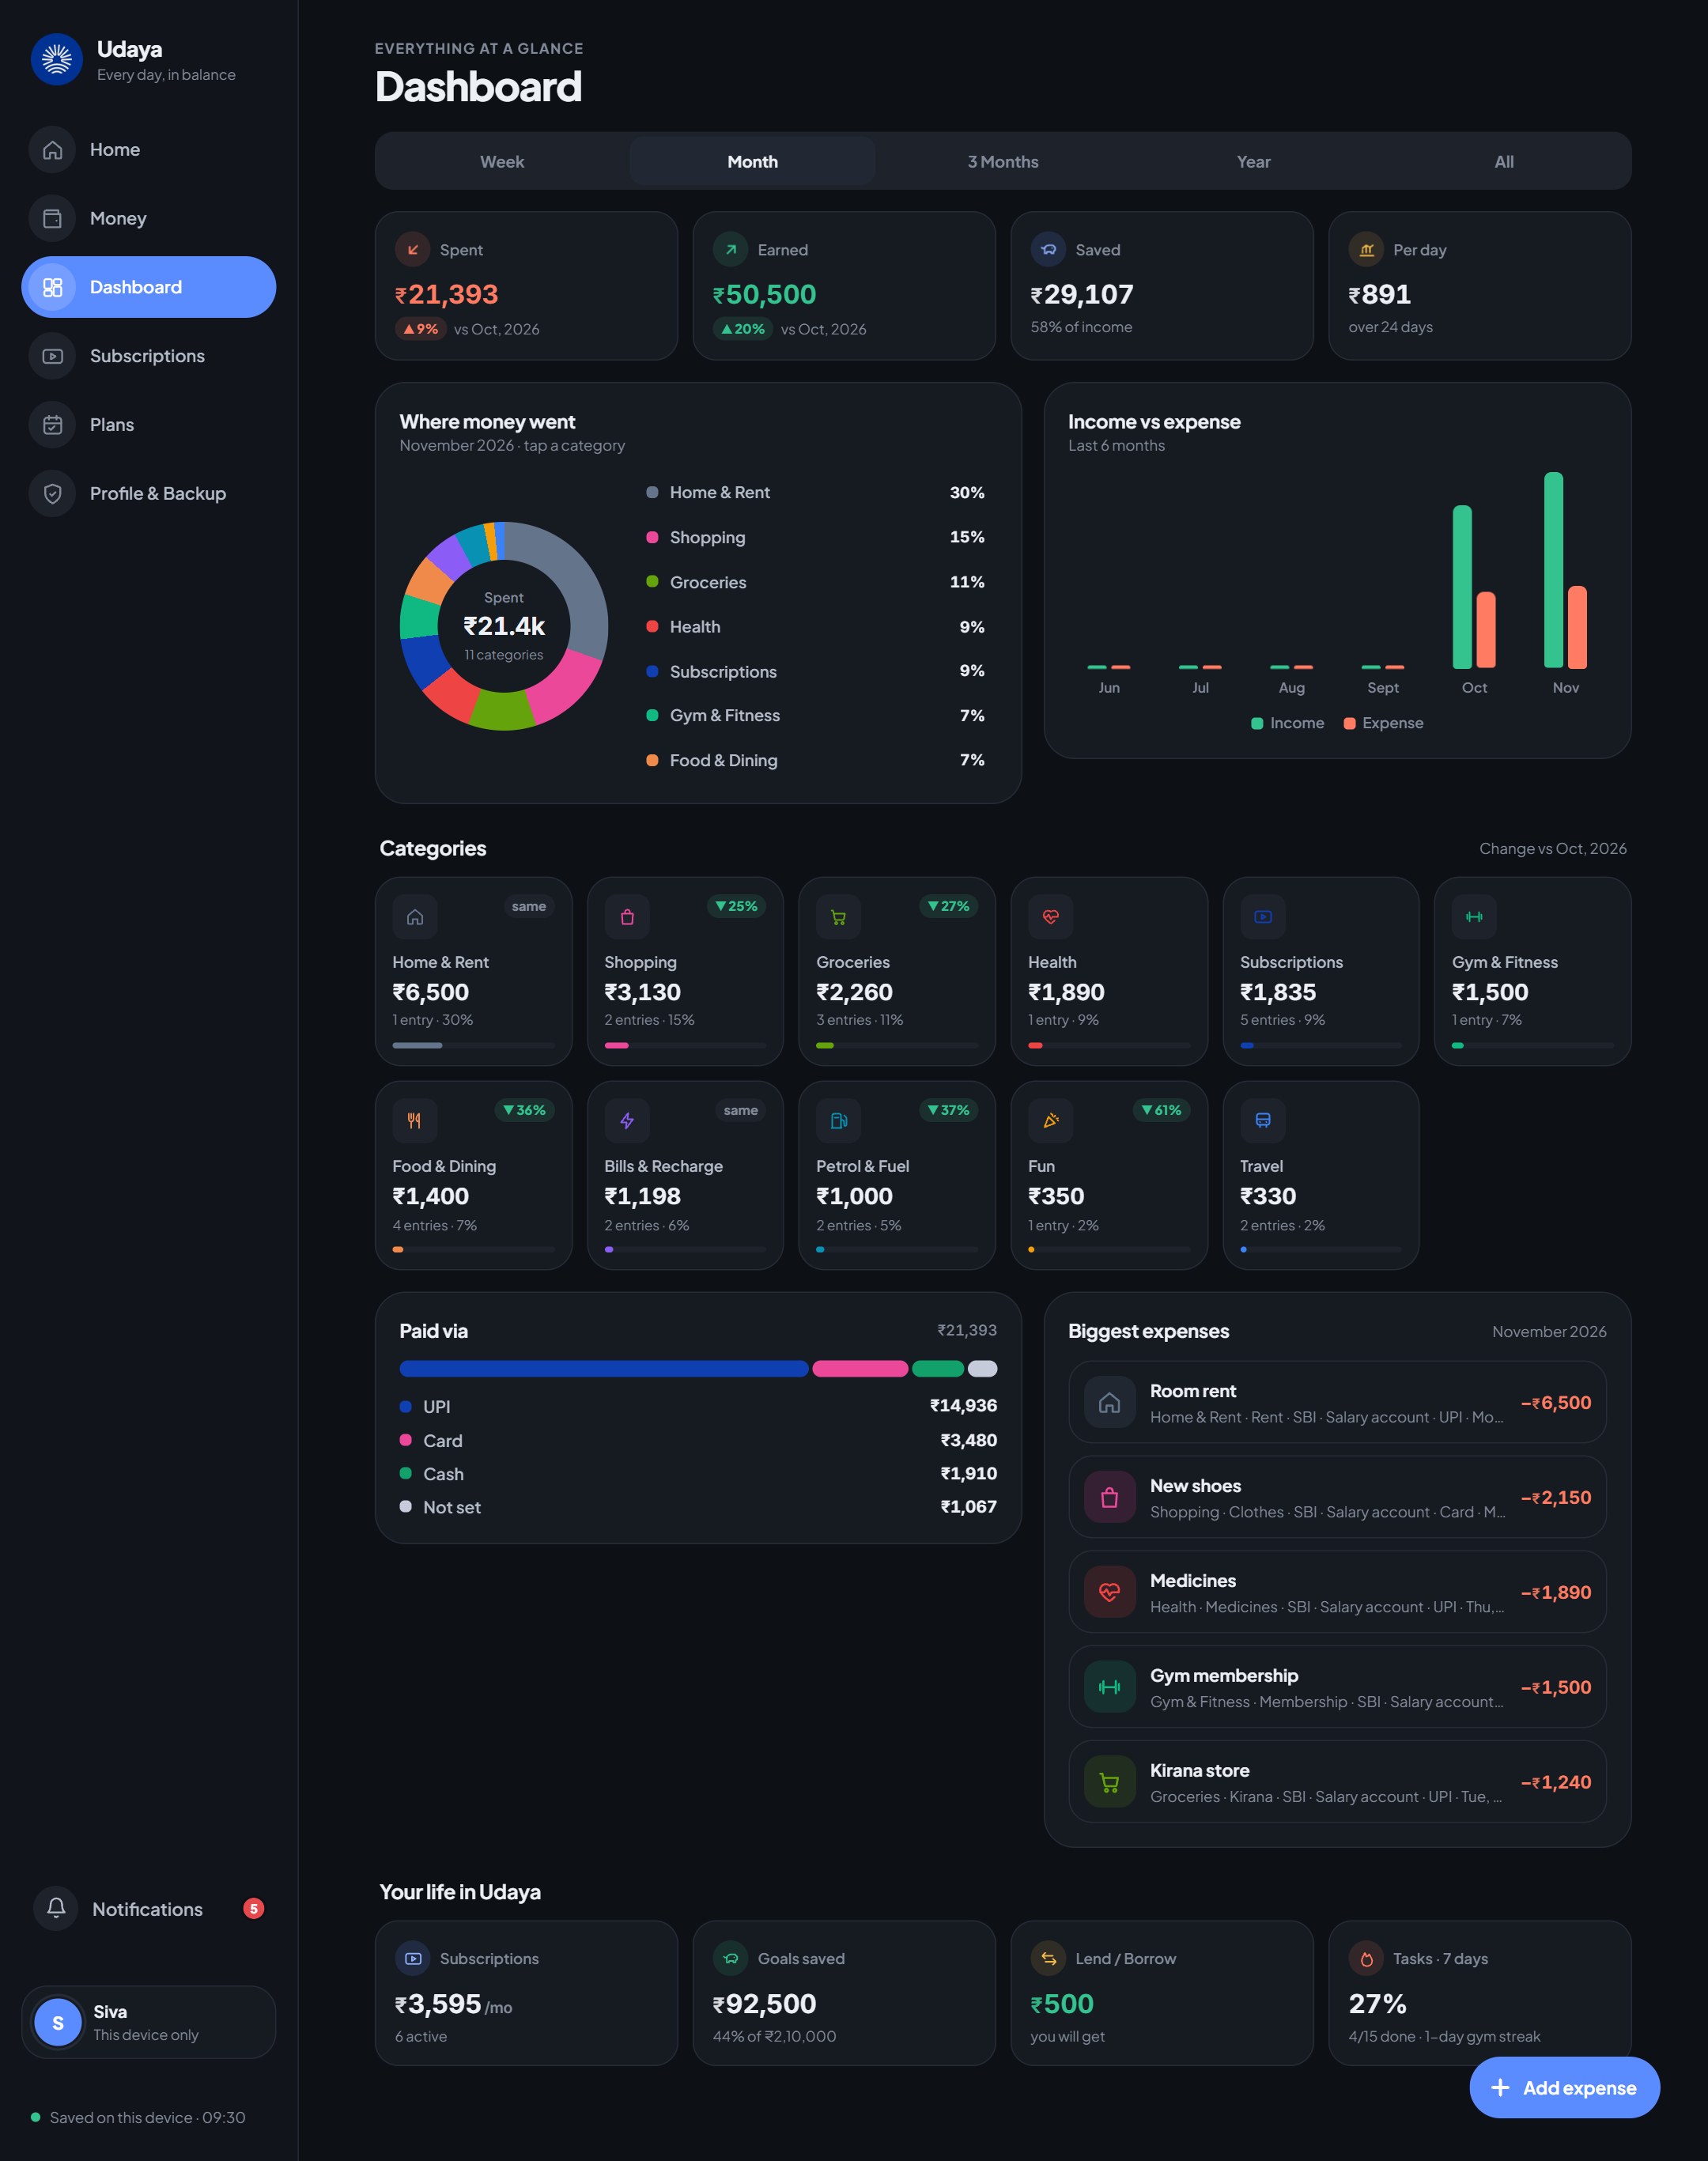 Udaya
Every day, in balance
Home
Money
Dashboard
Subscriptions
Plans
Profile & Backup
Notifications
5
S
Siva
This device only
Saved on this device · 09:30
EVERYTHING AT A GLANCE
Dashboard
Week
Month
3 Months
Year
All
Spent
₹21,393
▲9% vs Oct, 2026
Earned
₹50,500
▲20% vs Oct, 2026
Saved
₹29,107
58% of income
Per day
₹891
over 24 days
Where money went
November 2026 · tap a category
Spent
₹21.4k
11 categories
Home & Rent 30%
Shopping 15%
Groceries 11%
Health 9%
Subscriptions 9%
Gym & Fitness 7%
Food & Dining 7%
Income vs expense
Last 6 months
Jun Jul Aug Sept Oct Nov
Income Expense
Categories
Change vs Oct, 2026
same
Home & Rent
₹6,500
1 entry · 30%
▼25%
Shopping
₹3,130
2 entries · 15%
▼27%
Groceries
₹2,260
3 entries · 11%
Health
₹1,890
1 entry · 9%
Subscriptions
₹1,835
5 entries · 9%
Gym & Fitness
₹1,500
1 entry · 7%
▼36%
Food & Dining
₹1,400
4 entries · 7%
same
Bills & Recharge
₹1,198
2 entries · 6%
▼37%
Petrol & Fuel
₹1,000
2 entries · 5%
▼61%
Fun
₹350
1 entry · 2%
Travel
₹330
2 entries · 2%
Paid via
₹21,393
UPI ₹14,936
Card ₹3,480
Cash ₹1,910
Not set ₹1,067
Biggest expenses
November 2026
Room rent
Home & Rent · Rent · SBI · Salary account · UPI · Mo...
−₹6,500
New shoes
Shopping · Clothes · SBI · Salary account · Card · M...
−₹2,150
Medicines
Health · Medicines · SBI · Salary account · UPI · Thu,...
−₹1,890
Gym membership
Gym & Fitness · Membership · SBI · Salary account...
−₹1,500
Kirana store
Groceries · Kirana · SBI · Salary account · UPI · Tue, ...
−₹1,240
Your life in Udaya
Subscriptions
₹3,595 /mo
6 active
Goals saved
₹92,500
44% of ₹2,10,000
Lend / Borrow
₹500
you will get
Tasks · 7 days
27%
4/15 done · 1-day gym streak
Add expense